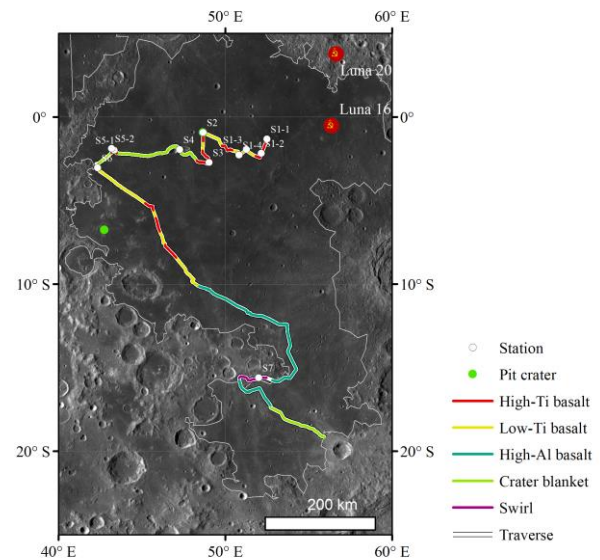 50° E
60° E
Luna 20
Luna 16
0°
S2
S1-1
S5-1
S5-2
S4
S1-3
S1-2
S1-4
S3
S6
10° S
S7
20° S
200 km
40° E
50° E
60° E
0°
10° S
20° S
Station
Pit crater
High-Ti basalt
Low-Ti basalt
High-Al basalt
Crater blanket
Swirl
Traverse